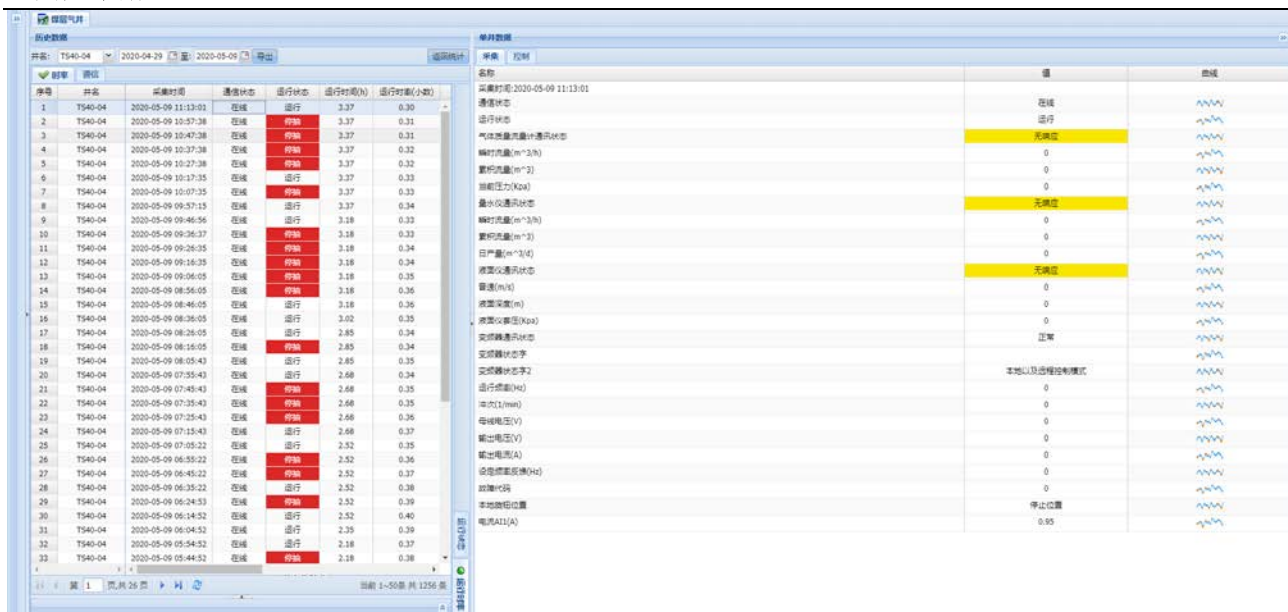 煤层气井
历史数据
井名: TS40-04 2020-04-29 至: 2020-05-09 导出 返回统计
时率 通信
序号 井名 采集时间 通信状态 运行状态 运行时间(h) 运行时率(小数)
1 TS40-04 2020-05-09 11:13:01 在线 运行 3.37 0.30
2 TS40-04 2020-05-09 10:57:38 在线 停抽 3.37 0.31
3 TS40-04 2020-05-09 10:47:38 在线 停抽 3.37 0.31
4 TS40-04 2020-05-09 10:37:38 在线 停抽 3.37 0.32
5 TS40-04 2020-05-09 10:27:38 在线 停抽 3.37 0.32
6 TS40-04 2020-05-09 10:17:35 在线 运行 3.37 0.33
7 TS40-04 2020-05-09 10:07:35 在线 停抽 3.37 0.33
8 TS40-04 2020-05-09 09:57:15 在线 运行 3.37 0.34
9 TS40-04 2020-05-09 09:46:56 在线 运行 3.18 0.33
10 TS40-04 2020-05-09 09:36:37 在线 停抽 3.18 0.33
11 TS40-04 2020-05-09 09:26:35 在线 停抽 3.18 0.34
12 TS40-04 2020-05-09 09:16:35 在线 停抽 3.18 0.34
13 TS40-04 2020-05-09 09:06:05 在线 停抽 3.18 0.35
14 TS40-04 2020-05-09 08:56:05 在线 停抽 3.18 0.36
15 TS40-04 2020-05-09 08:46:05 在线 运行 3.18 0.36
16 TS40-04 2020-05-09 08:36:05 在线 运行 3.02 0.35
17 TS40-04 2020-05-09 08:26:05 在线 运行 2.85 0.34
18 TS40-04 2020-05-09 08:16:05 在线 停抽 2.85 0.34
19 TS40-04 2020-05-09 08:05:43 在线 运行 2.85 0.35
20 TS40-04 2020-05-09 07:55:43 在线 运行 2.68 0.34
21 TS40-04 2020-05-09 07:45:43 在线 停抽 2.68 0.35
22 TS40-04 2020-05-09 07:35:43 在线 停抽 2.68 0.35
23 TS40-04 2020-05-09 07:25:43 在线 停抽 2.68 0.36
24 TS40-04 2020-05-09 07:15:43 在线 运行 2.68 0.37
25 TS40-04 2020-05-09 07:05:22 在线 运行 2.52 0.35
26 TS40-04 2020-05-09 06:55:22 在线 停抽 2.52 0.36
27 TS40-04 2020-05-09 06:45:22 在线 停抽 2.52 0.37
28 TS40-04 2020-05-09 06:35:22 在线 运行 2.52 0.38
29 TS40-04 2020-05-09 06:24:53 在线 停抽 2.52 0.39
30 TS40-04 2020-05-09 06:14:52 在线 运行 2.52 0.40
31 TS40-04 2020-05-09 06:04:52 在线 运行 2.35 0.39
32 TS40-04 2020-05-09 05:54:52 在线 运行 2.18 0.37
33 TS40-04 2020-05-09 05:44:52 在线 停抽 2.18 0.38
第 1 页,共 26 页 当前 1~50条 共 1256 条
运行时率
单井数据
采集 控制
名称 值 曲线
采集时间:2020-05-09 11:13:01
通信状态 在线
运行状态 运行
气体质量流量计通讯状态 无响应
瞬时流量(m^3/h) 0
累积流量(m^3) 0
当前压力(Kpa) 0
量水仪通讯状态 无响应
瞬时流量(m^3/h) 0
累积流量(m^3) 0
日产量(m^3/d) 0
液面仪通讯状态 无响应
音速(m/s) 0
液面深度(m) 0
液面仪套压(Kpa) 0
变频器通讯状态 正常
变频器状态字
变频器状态字2 本地以及远程控制模式
运行频率(Hz) 0
冲次(1/min) 0
母线电压(V) 0
输出电压(V) 0
输出电流(A) 0
设定频率反馈(Hz) 0
故障代码 0
本地旋钮位置 停止位置
电流AI1(A) 0.95